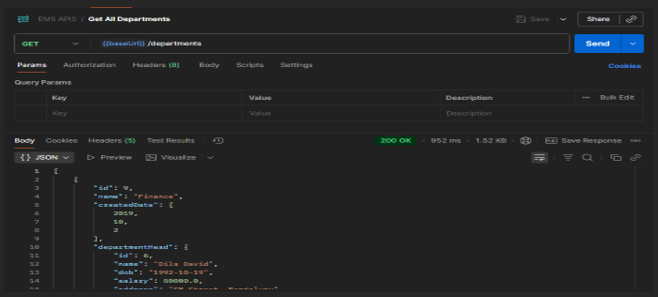 EMS APIS / Get All Departments
Save
Share
GET
{{baseUrl}} /departments
Send
Params Authorization Headers (8) Body Scripts Settings
Cookies
Query Params
Key Value Description ··· Bulk Edit
Key Value Description
Body Cookies Headers (5) Test Results
200 OK · 952 ms · 1.52 KB
Save Response
{} JSON Preview Visualize
1 [
2 {
3 "id": 9,
4 "name": "Finance",
5 "createdDate": [
6 2019,
7 10,
8 2
9 ],
10 "departmentHead": {
11 "id": 6,
12 "name": "Dila David",
13 "dob": "1992-10-19",
14 "salary": 50000.0,